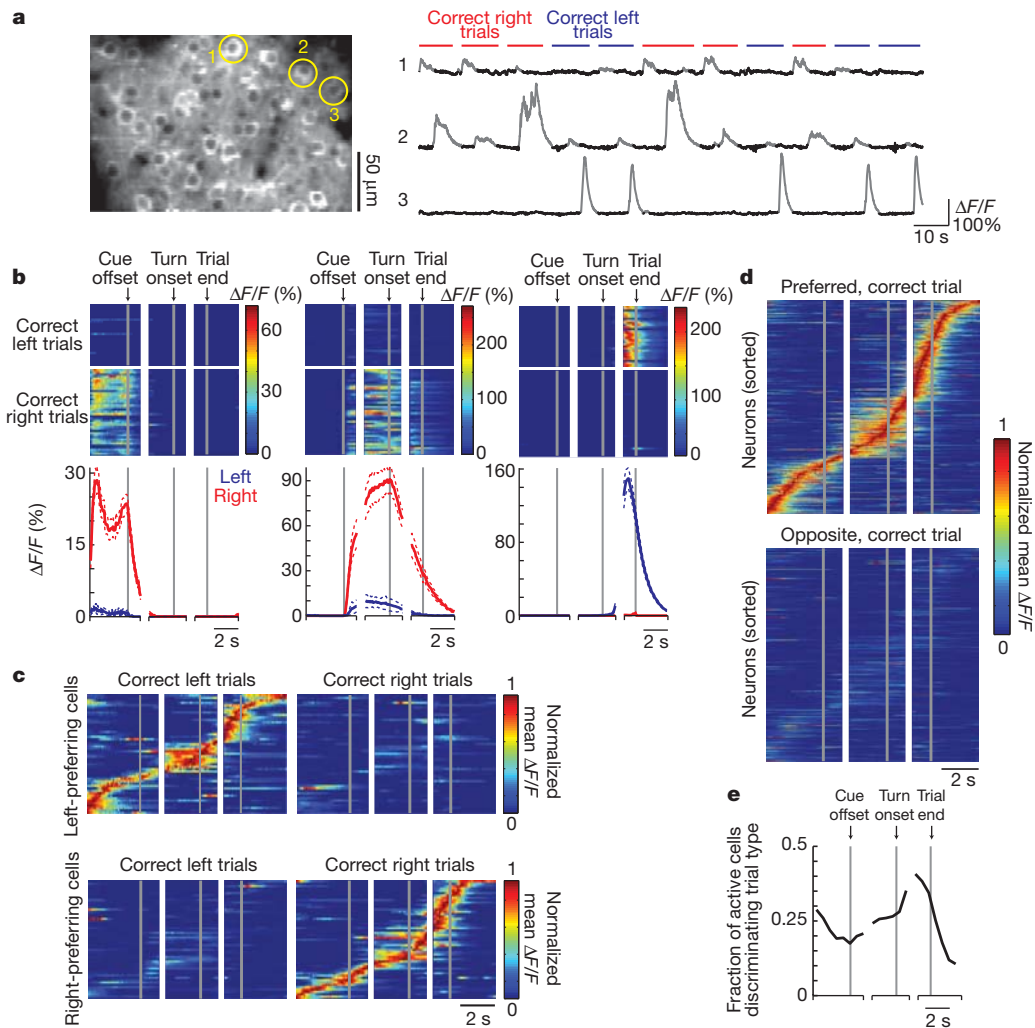 a
Correct right trials
Correct left trials
1
2
3
50 µm
1
2
3
ΔF/F
100%
10 s
b
Cue offset
Turn onset
Trial end
ΔF/F (%)
Cue offset
Turn onset
Trial end
ΔF/F (%)
Cue offset
Turn onset
Trial end
ΔF/F (%)
Correct left trials
Correct right trials
60
40
20
0
200
100
0
200
100
0
ΔF/F (%)
30
15
0
Left
Right
2 s
90
60
30
0
2 s
160
80
0
2 s
c
Left-preferring cells
Correct left trials
Correct right trials
1
0
Normalized mean ΔF/F
Right-preferring cells
Correct left trials
Correct right trials
1
0
Normalized mean ΔF/F
2 s
d
Preferred, correct trial
Neurons (sorted)
Opposite, correct trial
Neurons (sorted)
1
0
Normalized mean ΔF/F
2 s
e
Cue offset
Turn onset
Trial end
Fraction of active cells discriminating trial type
0.5
0.25
0
2 s